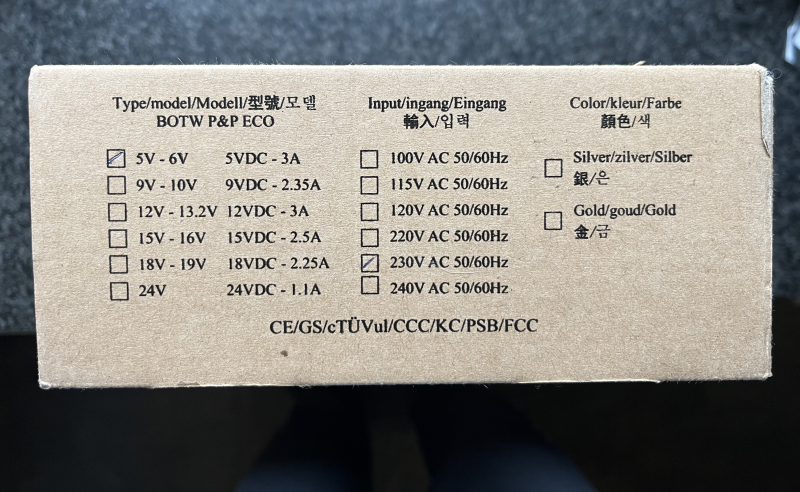 Type/model/Modell/型號/모델
BOTW P&P ECO
5V - 6V 5VDC - 3A
9V - 10V 9VDC - 2.35A
12V - 13.2V 12VDC - 3A
15V - 16V 15VDC - 2.5A
18V - 19V 18VDC - 2.25A
24V 24VDC - 1.1A
Input/ingang/Eingang
輸入/입력
100V AC 50/60Hz
115V AC 50/60Hz
120V AC 50/60Hz
220V AC 50/60Hz
230V AC 50/60Hz
240V AC 50/60Hz
Color/kleur/Farbe
顏色/색
Silver/zilver/Silber
銀/은
Gold/goud/Gold
金/금
CE/GS/cTÜVul/CCC/KC/PSB/FCC